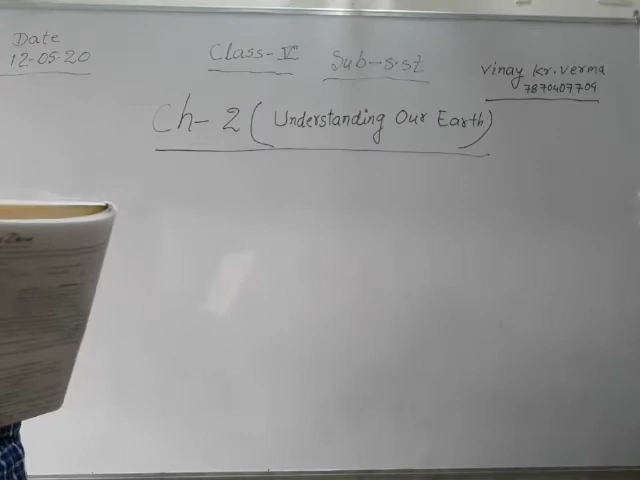 Date
12-05-20
Class-V
Sub-S.St
Vinay Kr. Verma
7870407709
Ch-2 (Understanding Our Earth)